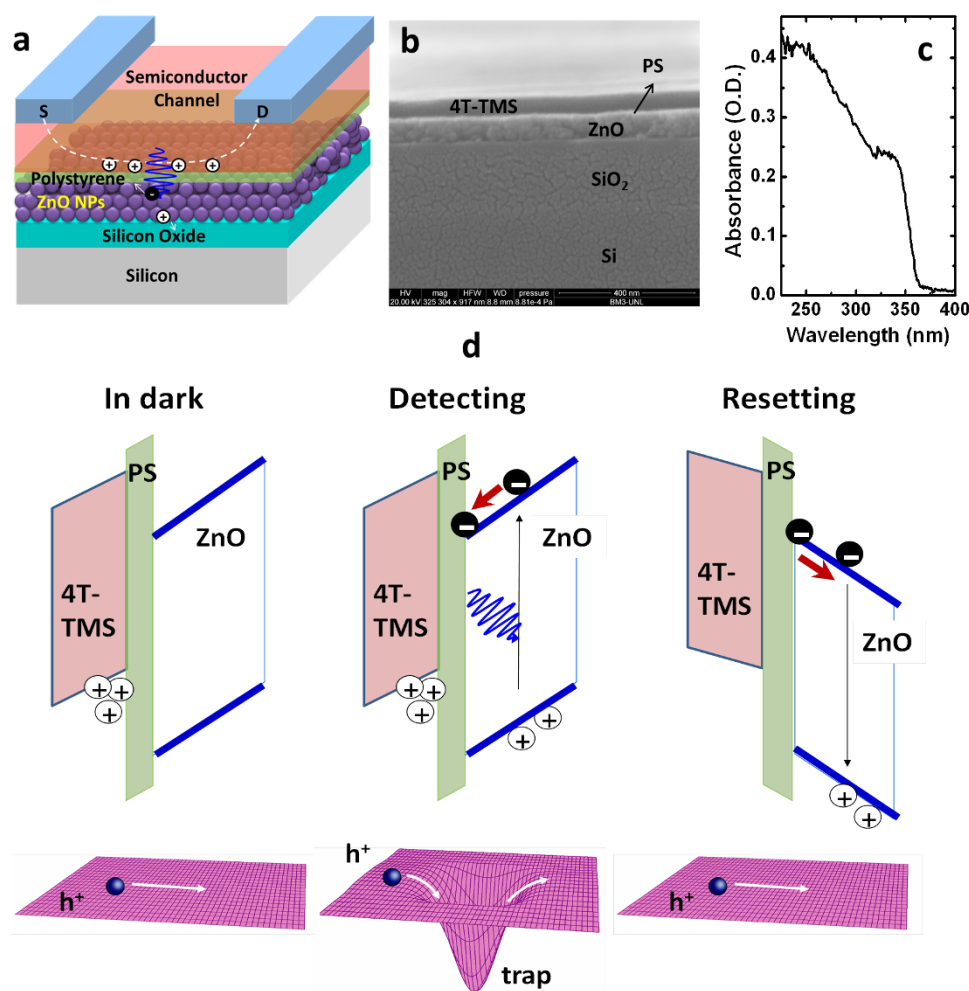 a
Semiconductor
Channel
S
D
Polystyrene
ZnO NPs
Silicon Oxide
Silicon
b
PS
4T-TMS
ZnO
SiO₂
Si
HV mag HFW WD pressure 400 nm
20.00 kV 325 304 x 917 nm 8.8 mm 8.81e-4 Pa BM3-UNL
c
Absorbance (O.D.)
0.4
0.3
0.2
0.1
0.0
250 300 350 400
Wavelength (nm)
d
In dark
Detecting
Resetting
PS
ZnO
4T-
TMS
PS
ZnO
4T-
TMS
PS
4T-
TMS
ZnO
h⁺
h⁺
trap
h⁺